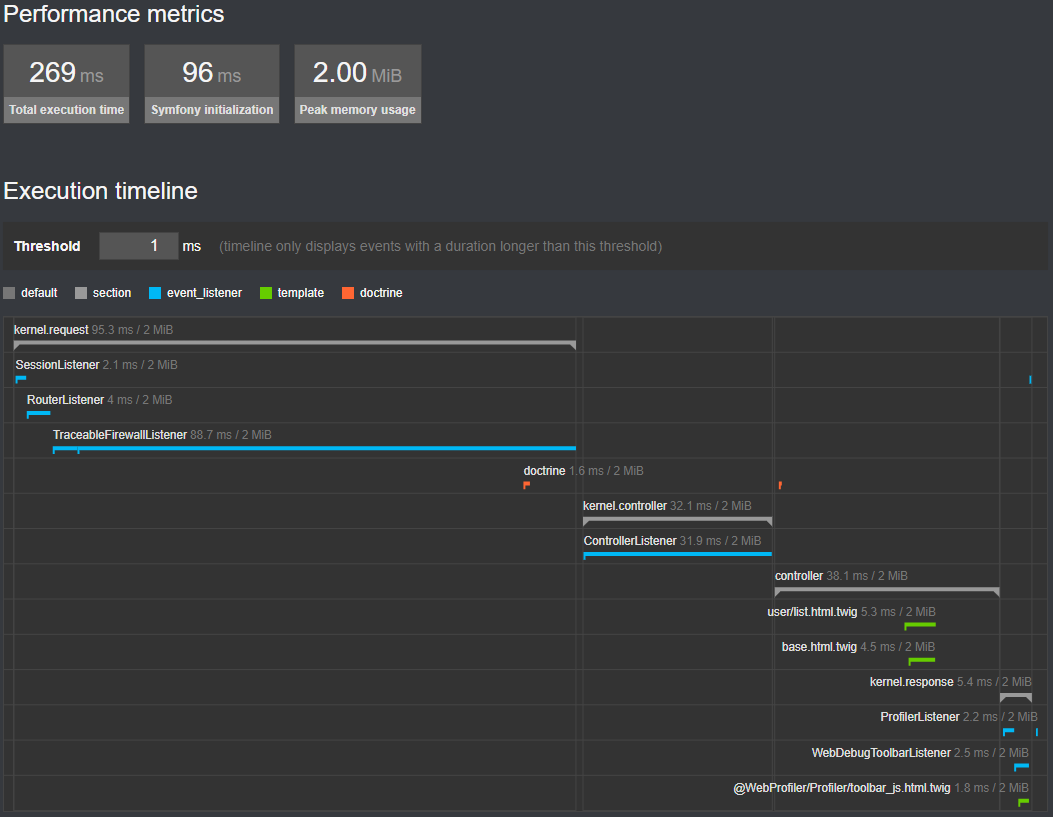 Performance metrics
269 ms 96 ms 2.00 MiB
Total execution time Symfony initialization Peak memory usage
Execution timeline
Threshold 1 ms (timeline only displays events with a duration longer than this threshold)
default section event_listener template doctrine
kernel.request 95.3 ms / 2 MiB
SessionListener 2.1 ms / 2 MiB
RouterListener 4 ms / 2 MiB
TraceableFirewallListener 88.7 ms / 2 MiB
doctrine 1.6 ms / 2 MiB
kernel.controller 32.1 ms / 2 MiB
ControllerListener 31.9 ms / 2 MiB
controller 38.1 ms / 2 MiB
user/list.html.twig 5.3 ms / 2 MiB
base.html.twig 4.5 ms / 2 MiB
kernel.response 5.4 ms / 2 MiB
ProfilerListener 2.2 ms / 2 MiB
WebDebugToolbarListener 2.5 ms / 2 MiB
@WebProfiler/Profiler/toolbar_js.html.twig 1.8 ms / 2 MiB